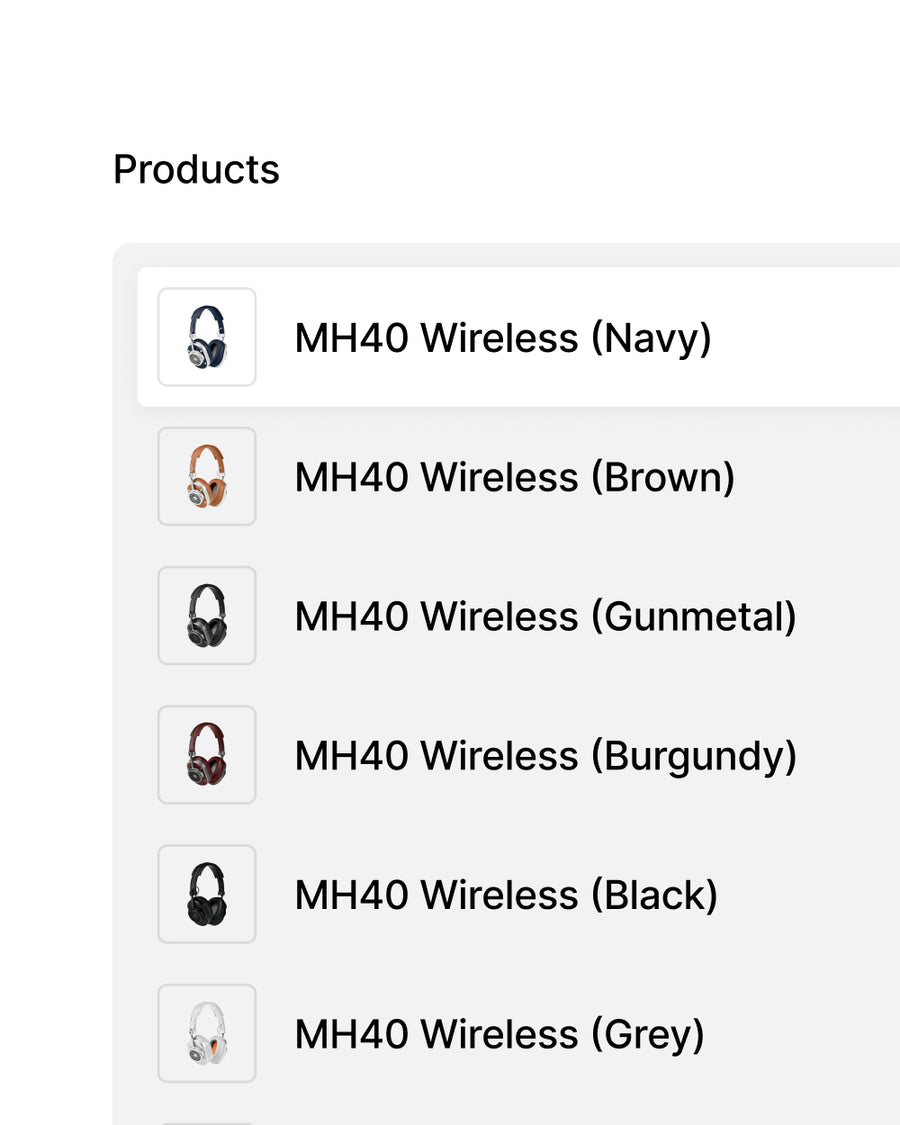 Products
MH40 Wireless (Navy)
MH40 Wireless (Brown)
MH40 Wireless (Gunmetal)
MH40 Wireless (Burgundy)
MH40 Wireless (Black)
MH40 Wireless (Grey)